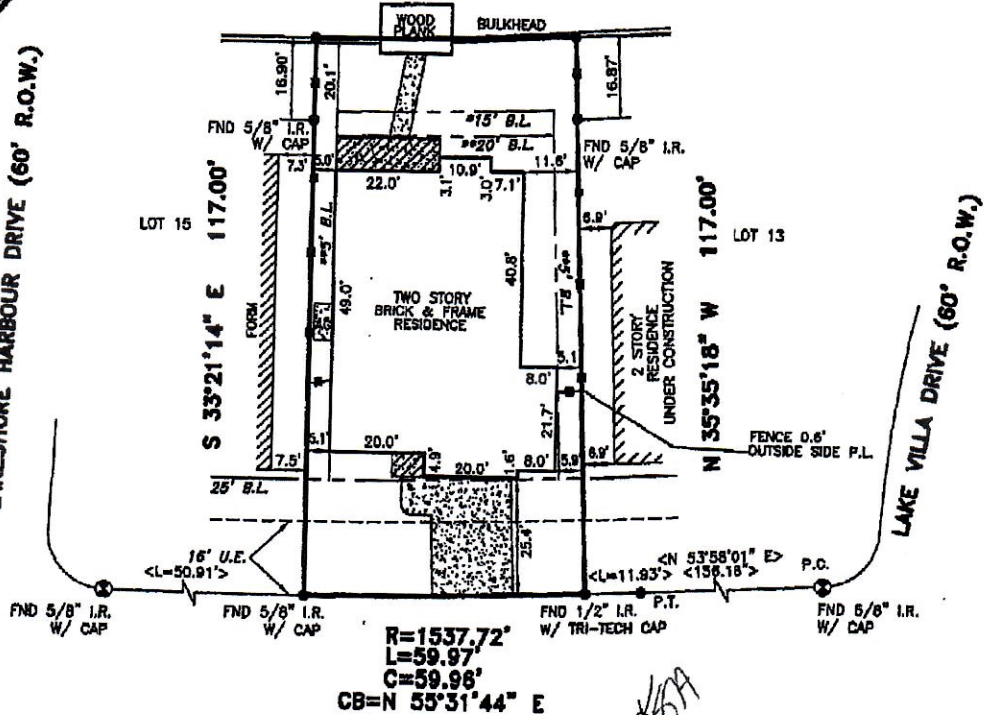 WOOD
PLANK
BULKHEAD
16.90'
20.1'
16.87'
HARBOUR DRIVE (60' R.O.W.)
FND 5/8" I.R.
W/ CAP
*15' B.L.
**20' B.L.
FND 5/8" I.R.
W/ CAP
7.3'
5.0'
22.0'
3.1'
10.9'
3.0'
7.1'
11.6'
LOT 15
S 33°21'14" E 117.00'
**5' B.L.
49.0'
FORM
TWO STORY
BRICK & FRAME
RESIDENCE
40.8'
6.9'
LOT 13
N 35°35'18" W 117.00'
2 STORY
RESIDENCE
UNDER CONSTRUCTION
5.1
8.0'
21.7'
FENCE 0.6'
OUTSIDE SIDE P.L.
LAKE VILLA DRIVE (60' R.O.W.)
5.1'
7.5'
20.0'
4.9'
20.0'
1.6'
8.0'
5.9'
6.9'
25' B.L.
25.4'
16' U.E.
<L=50.91'>
<L=11.93'>
<N 53°58'01" E>
<156.18'>
P.C.
P.T.
FND 5/8" I.R.
W/ CAP
FND 5/8" I.R.
W/ CAP
FND 1/2" I.R.
W/ TRI-TECH CAP
FND 5/8" I.R.
W/ CAP
R=1537.72'
L=59.97'
C=59.96'
CB=N 55°31'44" E